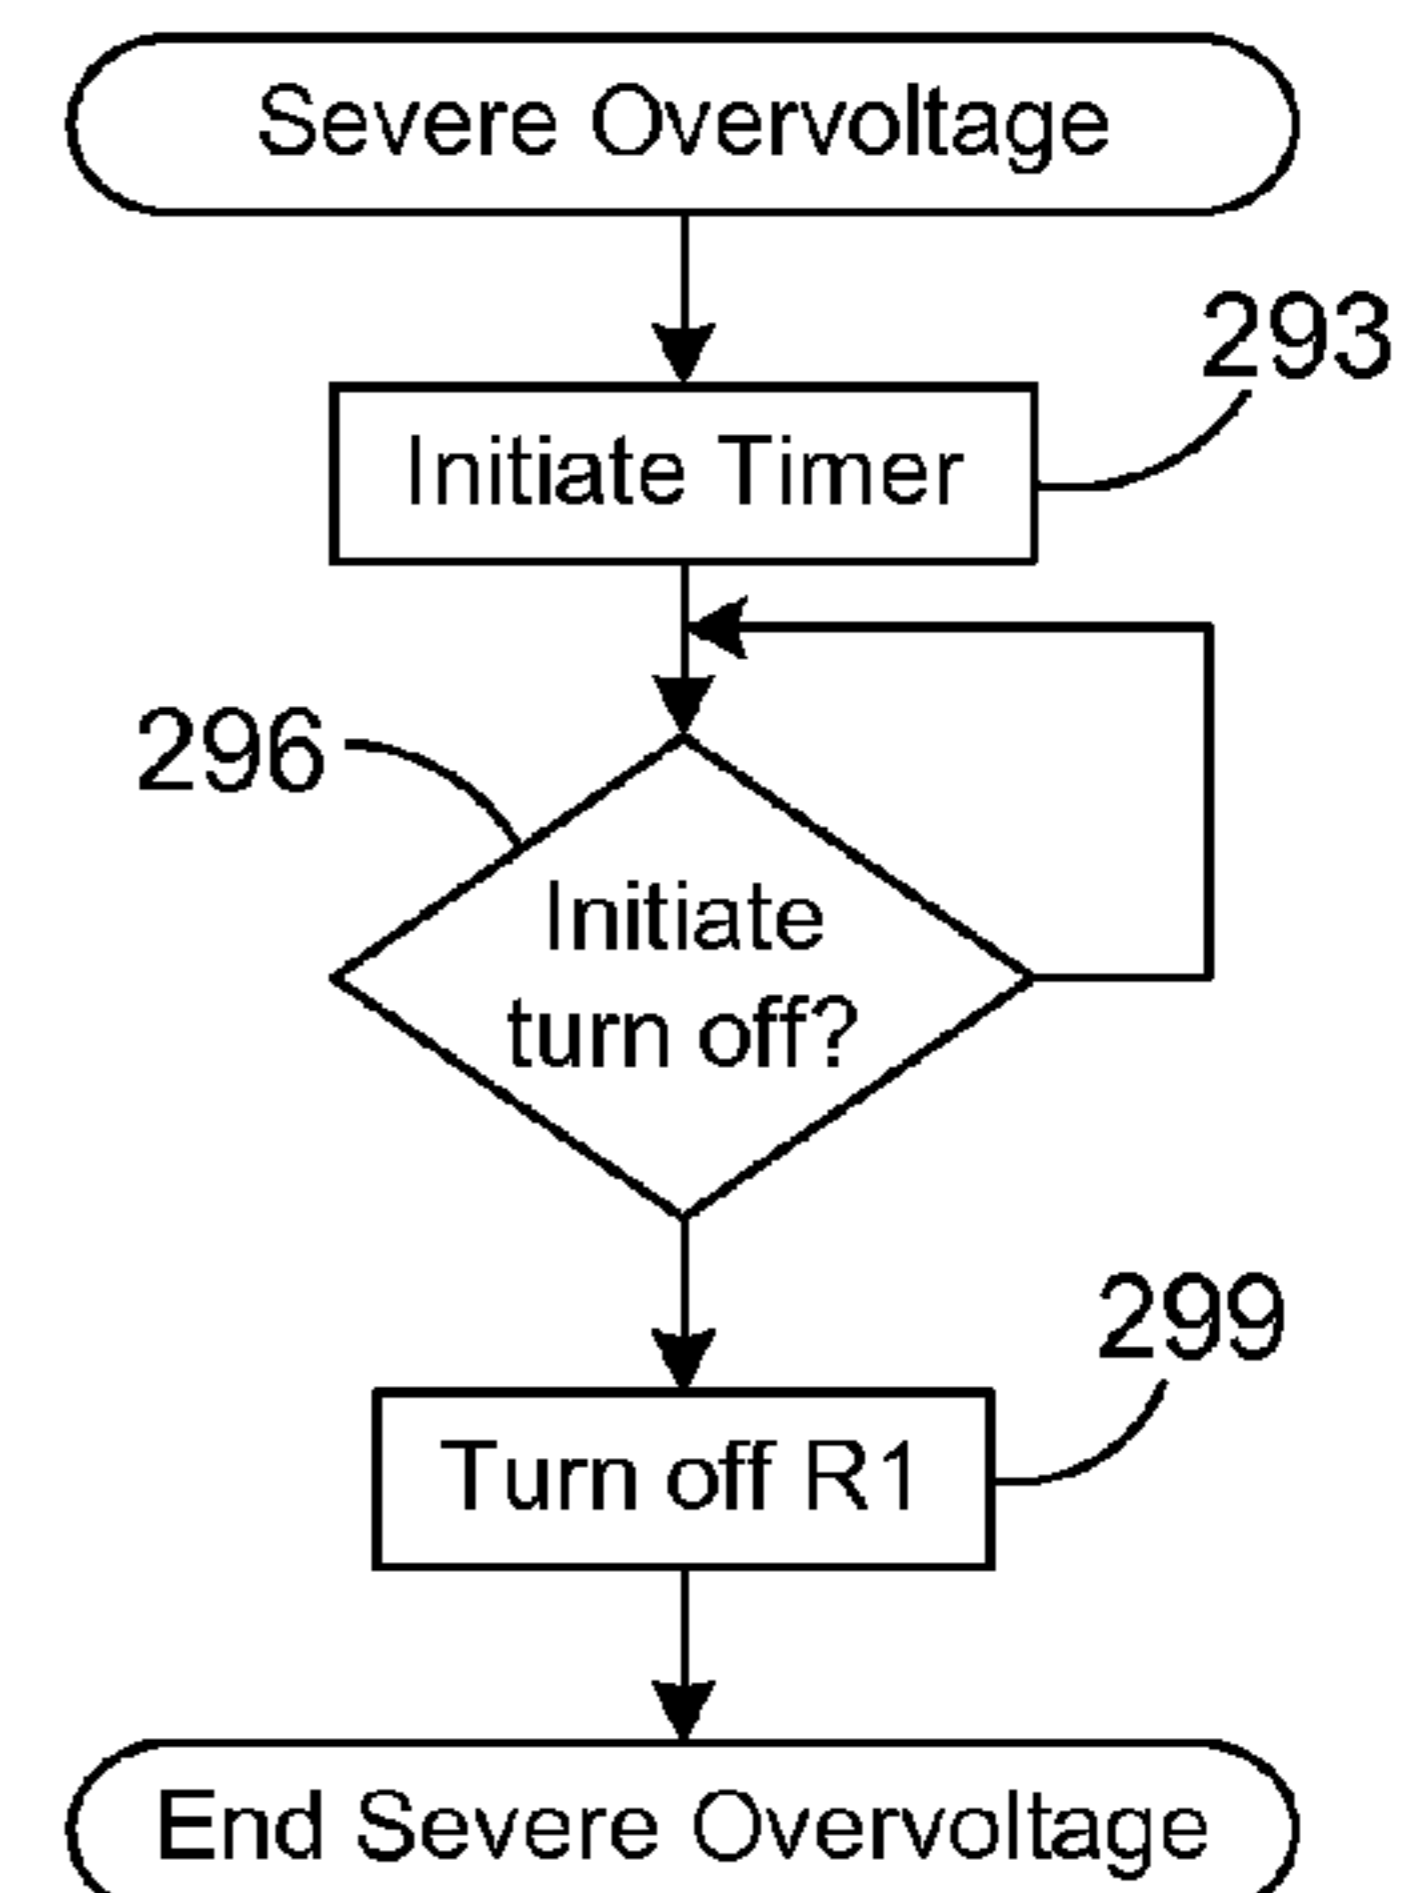 Severe Overvoltage
293
Initiate Timer
296
Initiate
turn off?
299
Turn off R1
End Severe Overvoltage